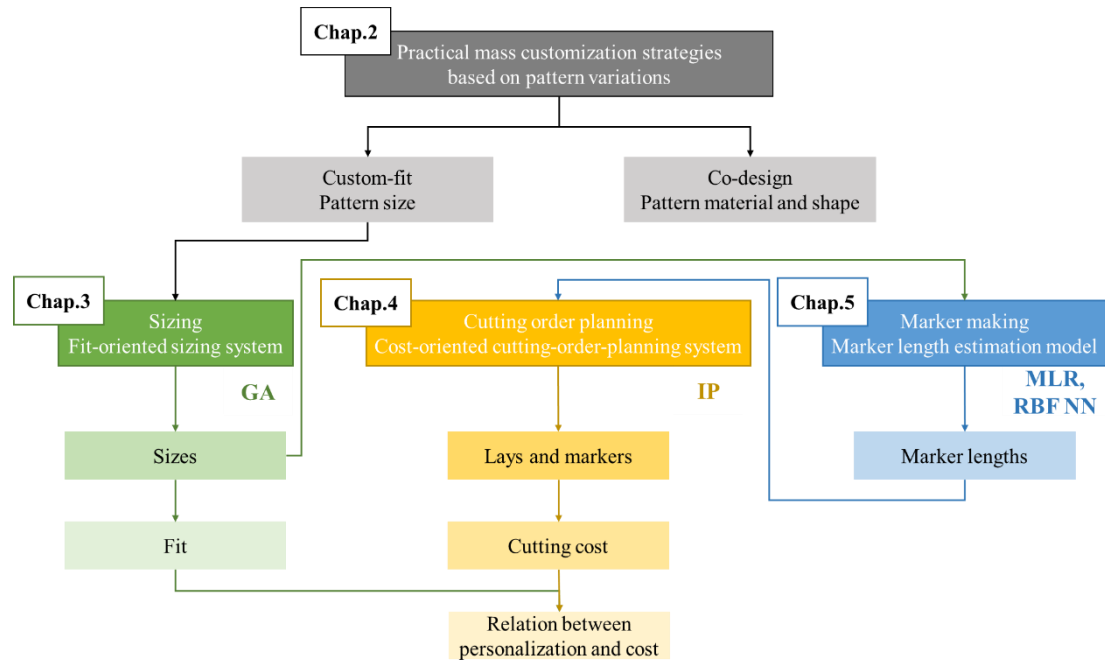 Chap.2
Practical mass customization strategies
based on pattern variations
Custom-fit
Pattern size
Co-design
Pattern material and shape
Chap.3
Sizing
Fit-oriented sizing system
GA
Chap.4
Cutting order planning
Cost-oriented cutting-order-planning system
IP
Chap.5
Marker making
Marker length estimation model
MLR,
RBF NN
Sizes
Lays and markers
Marker lengths
Fit
Cutting cost
Relation between
personalization and cost